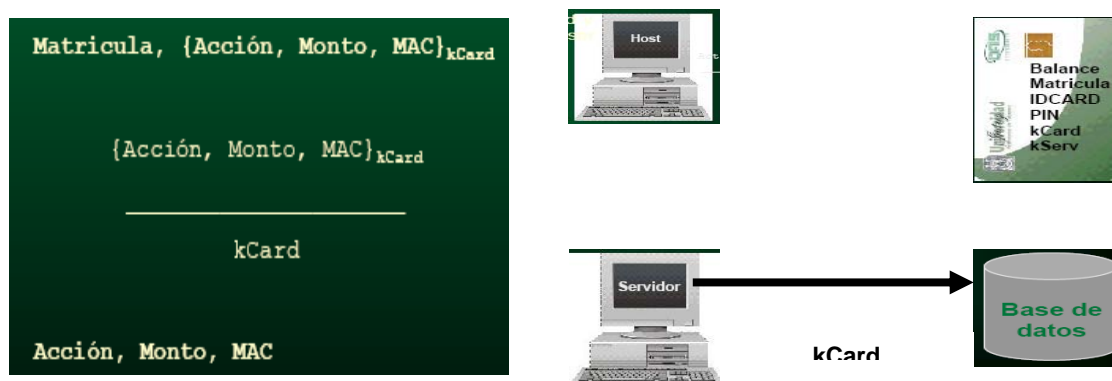 Matricula, {Acción, Monto, MAC}kCard
{Acción, Monto, MAC}kCard
kCard
Acción, Monto, MAC
Host
Balance
Matricula
IDCARD
PIN
kCard
kServ
Servidor
kCard
Base de
datos